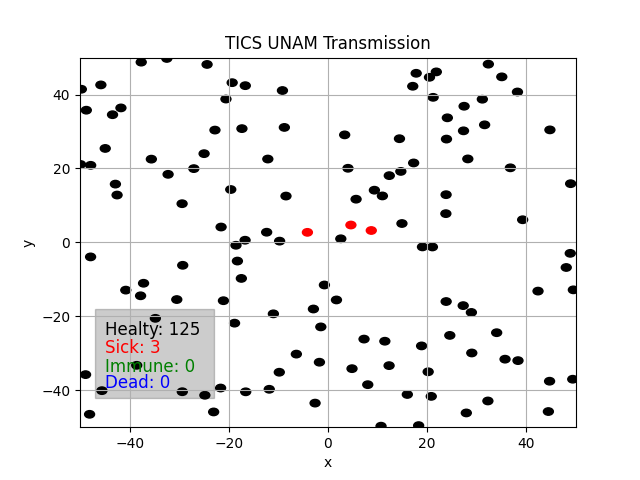 TICS UNAM Transmission
40
20
0
−20
−40
y
Healty: 125
Sick: 3
Immune: 0
Dead: 0
−40 −20 0 20 40
x